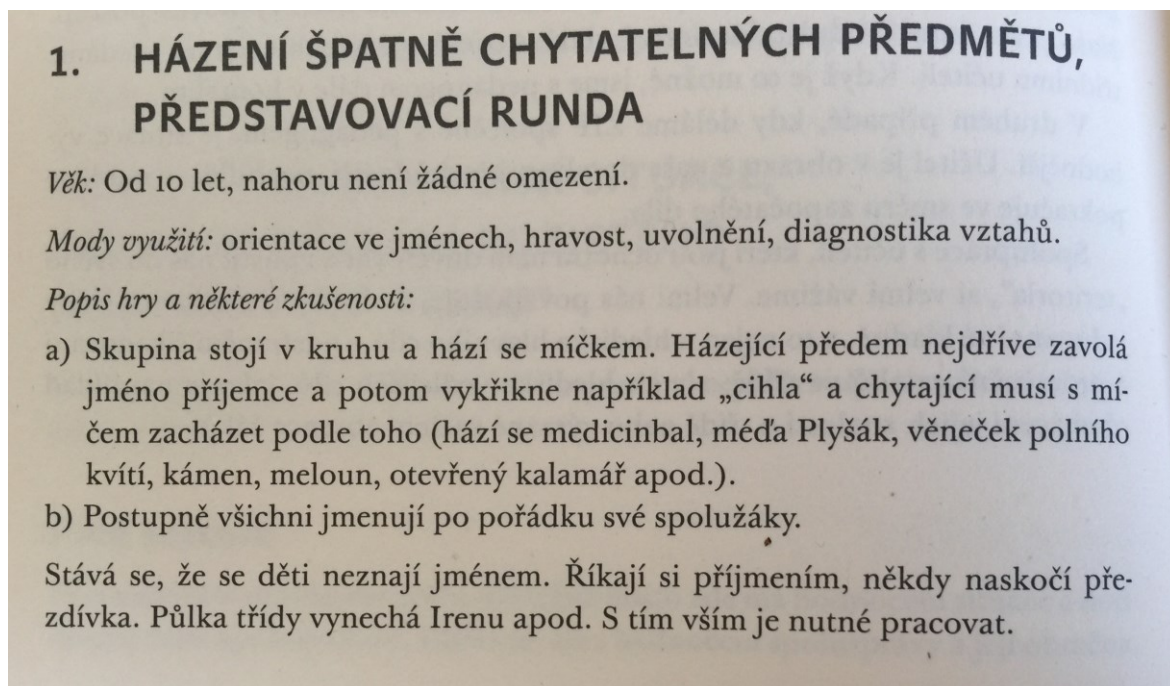 1. HÁZENÍ ŠPATNĚ CHYTATELNÝCH PŘEDMĚTŮ,
PŘEDSTAVOVACÍ RUNDA
Věk: Od 10 let, nahoru není žádné omezení.
Mody využití: orientace ve jménech, hravost, uvolnění, diagnostika vztahů.
Popis hry a některé zkušenosti:
a) Skupina stojí v kruhu a hází se míčkem. Házející předem nejdříve zavolá
jméno příjemce a potom vykřikne například „cihla“ a chytající musí s mí-
čem zacházet podle toho (hází se medicinbal, méďa Plyšák, věneček polního
kvítí, kámen, meloun, otevřený kalamář apod.).
b) Postupně všichni jmenují po pořádku své spolužáky.
Stává se, že se děti neznají jménem. Říkají si příjmením, někdy naskočí pře-
zdívka. Půlka třídy vynechá Irenu apod. S tím vším je nutné pracovat.